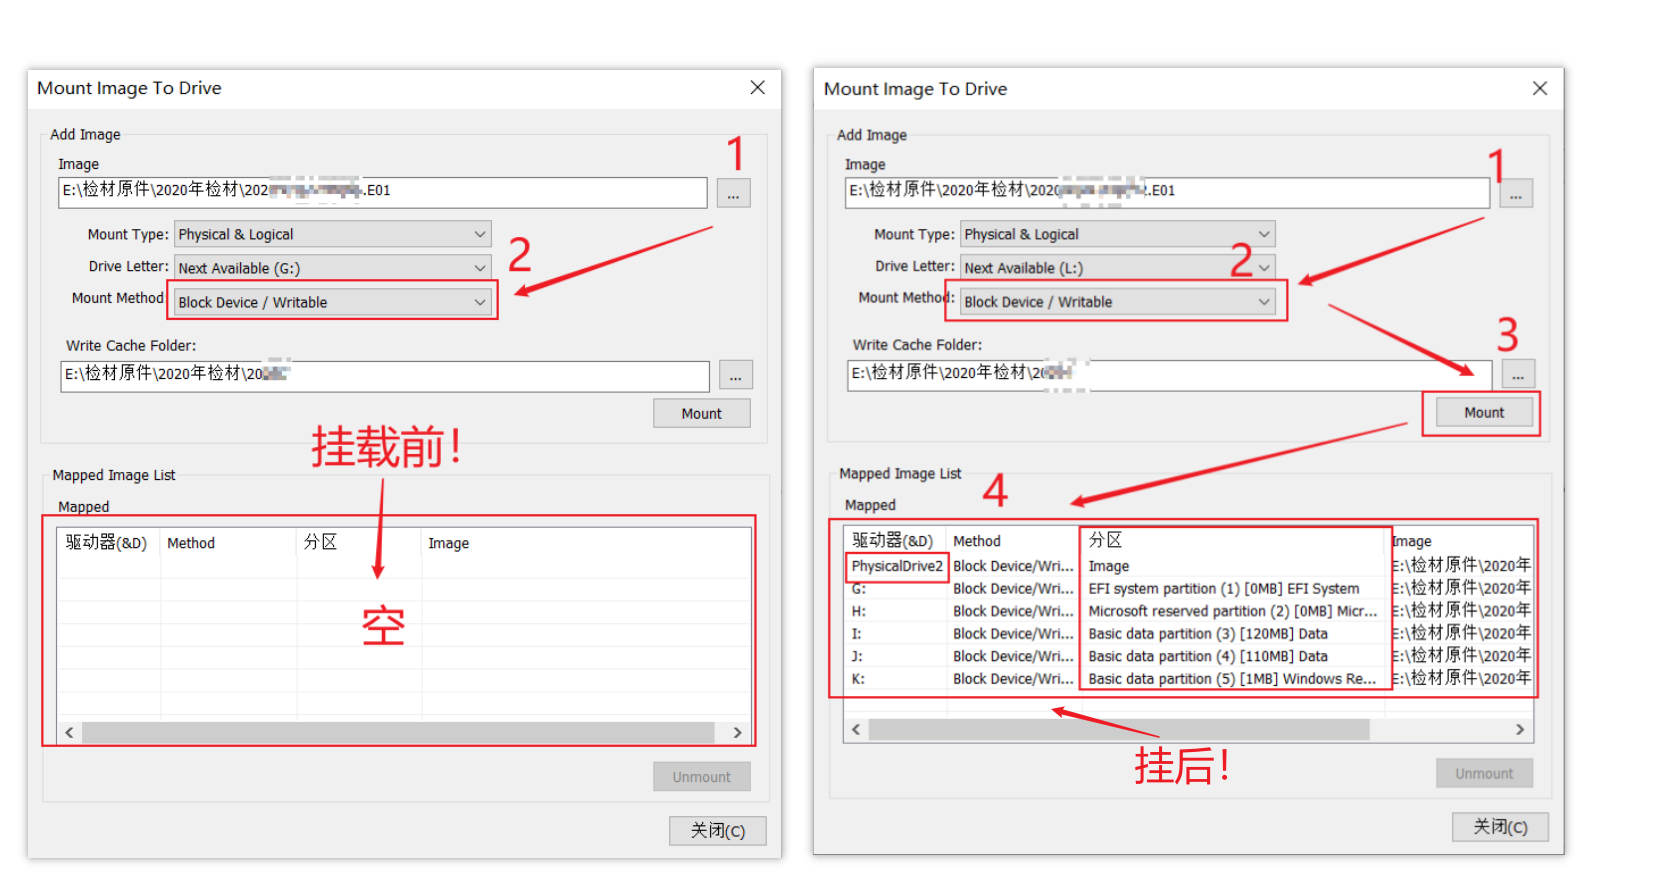 Mount Image To Drive
Add Image
Image
1
E:\检材原件\2020年检材\202
.E01
...
Mount Type: Physical & Logical
2
Drive Letter: Next Available (G:)
Mount Method Block Device / Writable
Write Cache Folder:
E:\检材原件\2020年检材\20
...
Mount
挂载前！
Mapped Image List
Mapped
驱动器(&D) Method 分区 Image
空
Unmount
关闭(C)
Mount Image To Drive
Add Image
Image
1
E:\检材原件\2020年检材\2020
.E01
...
Mount Type: Physical & Logical
2
Drive Letter: Next Available (L:)
Mount Method: Block Device / Writable
3
Write Cache Folder:
E:\检材原件\2020年检材\2
...
Mount
Mapped Image List
4
Mapped
驱动器(&D) Method 分区 Image
PhysicalDrive2 Block Device/Wri... Image E:\检材原件\2020年
G: Block Device/Wri... EFI system partition (1) [0MB] EFI System E:\检材原件\2020年
H: Block Device/Wri... Microsoft reserved partition (2) [0MB] Micr... E:\检材原件\2020年
I: Block Device/Wri... Basic data partition (3) [120MB] Data E:\检材原件\2020年
J: Block Device/Wri... Basic data partition (4) [110MB] Data E:\检材原件\2020年
K: Block Device/Wri... Basic data partition (5) [1MB] Windows Re... E:\检材原件\2020年
挂后！
Unmount
关闭(C)